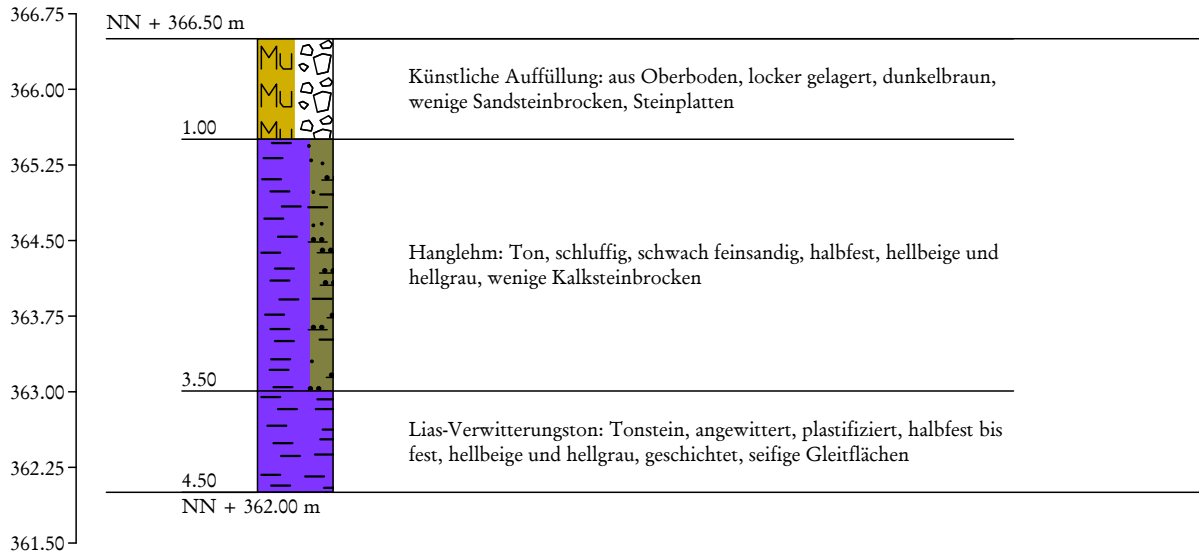 366.75
NN + 366.50 m
Mu
Künstliche Auffüllung: aus Oberboden, locker gelagert, dunkelbraun,
wenige Sandsteinbrocken, Steinplatten
366.00
Mu
1.00
Mu
365.25
364.50
Hanglehm: Ton, schluffig, schwach feinsandig, halbfest, hellbeige und
hellgrau, wenige Kalksteinbrocken
363.75
3.50
363.00
Lias-Verwitterungston: Tonstein, angewittert, plastifiziert, halbfest bis
fest, hellbeige und hellgrau, geschichtet, seifige Gleitflächen
362.25
4.50
NN + 362.00 m
361.50